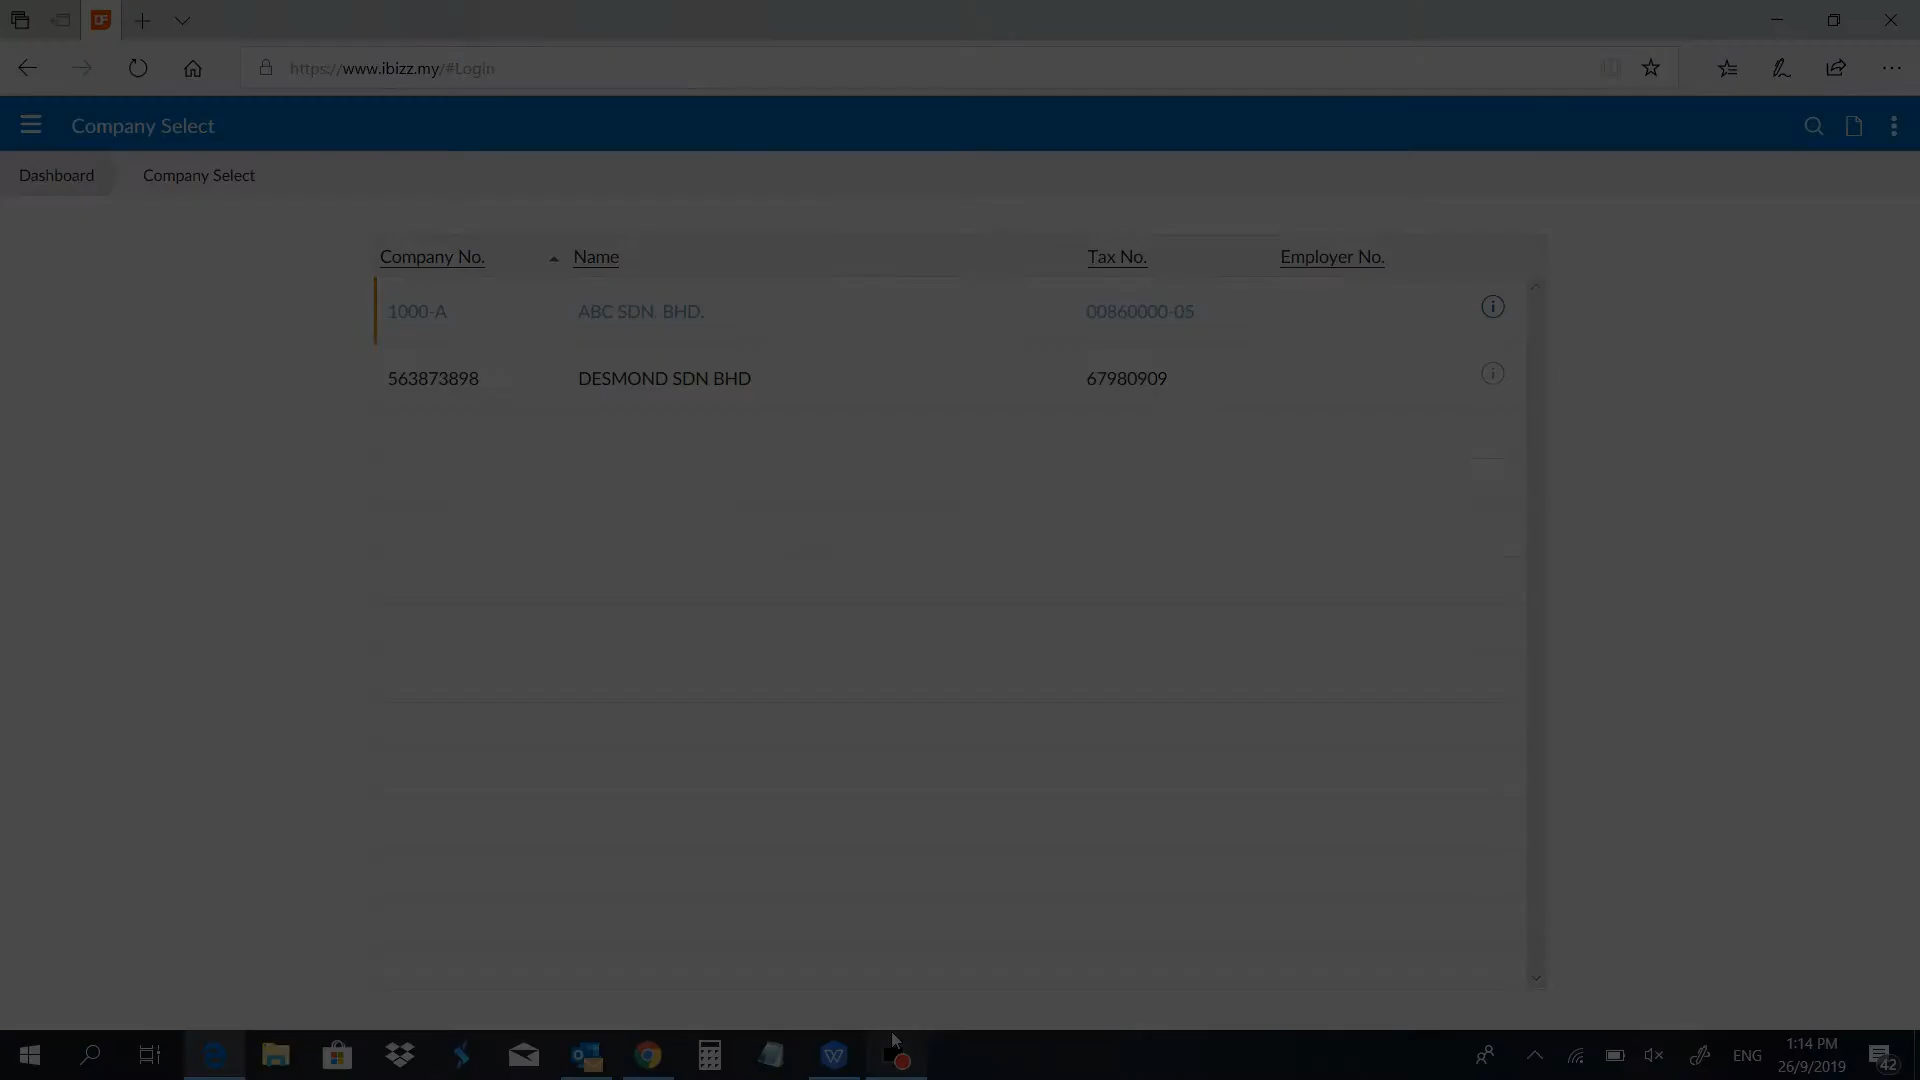 https://www.ibizz.my/#Login
Company Select
Dashboard Company Select
Company No. Name Tax No. Employer No.
1000-A ABC SDN. BHD. 00860000-05
563873898 DESMOND SDN BHD 67980909
ENG
1:14 PM
26/9/2019
42